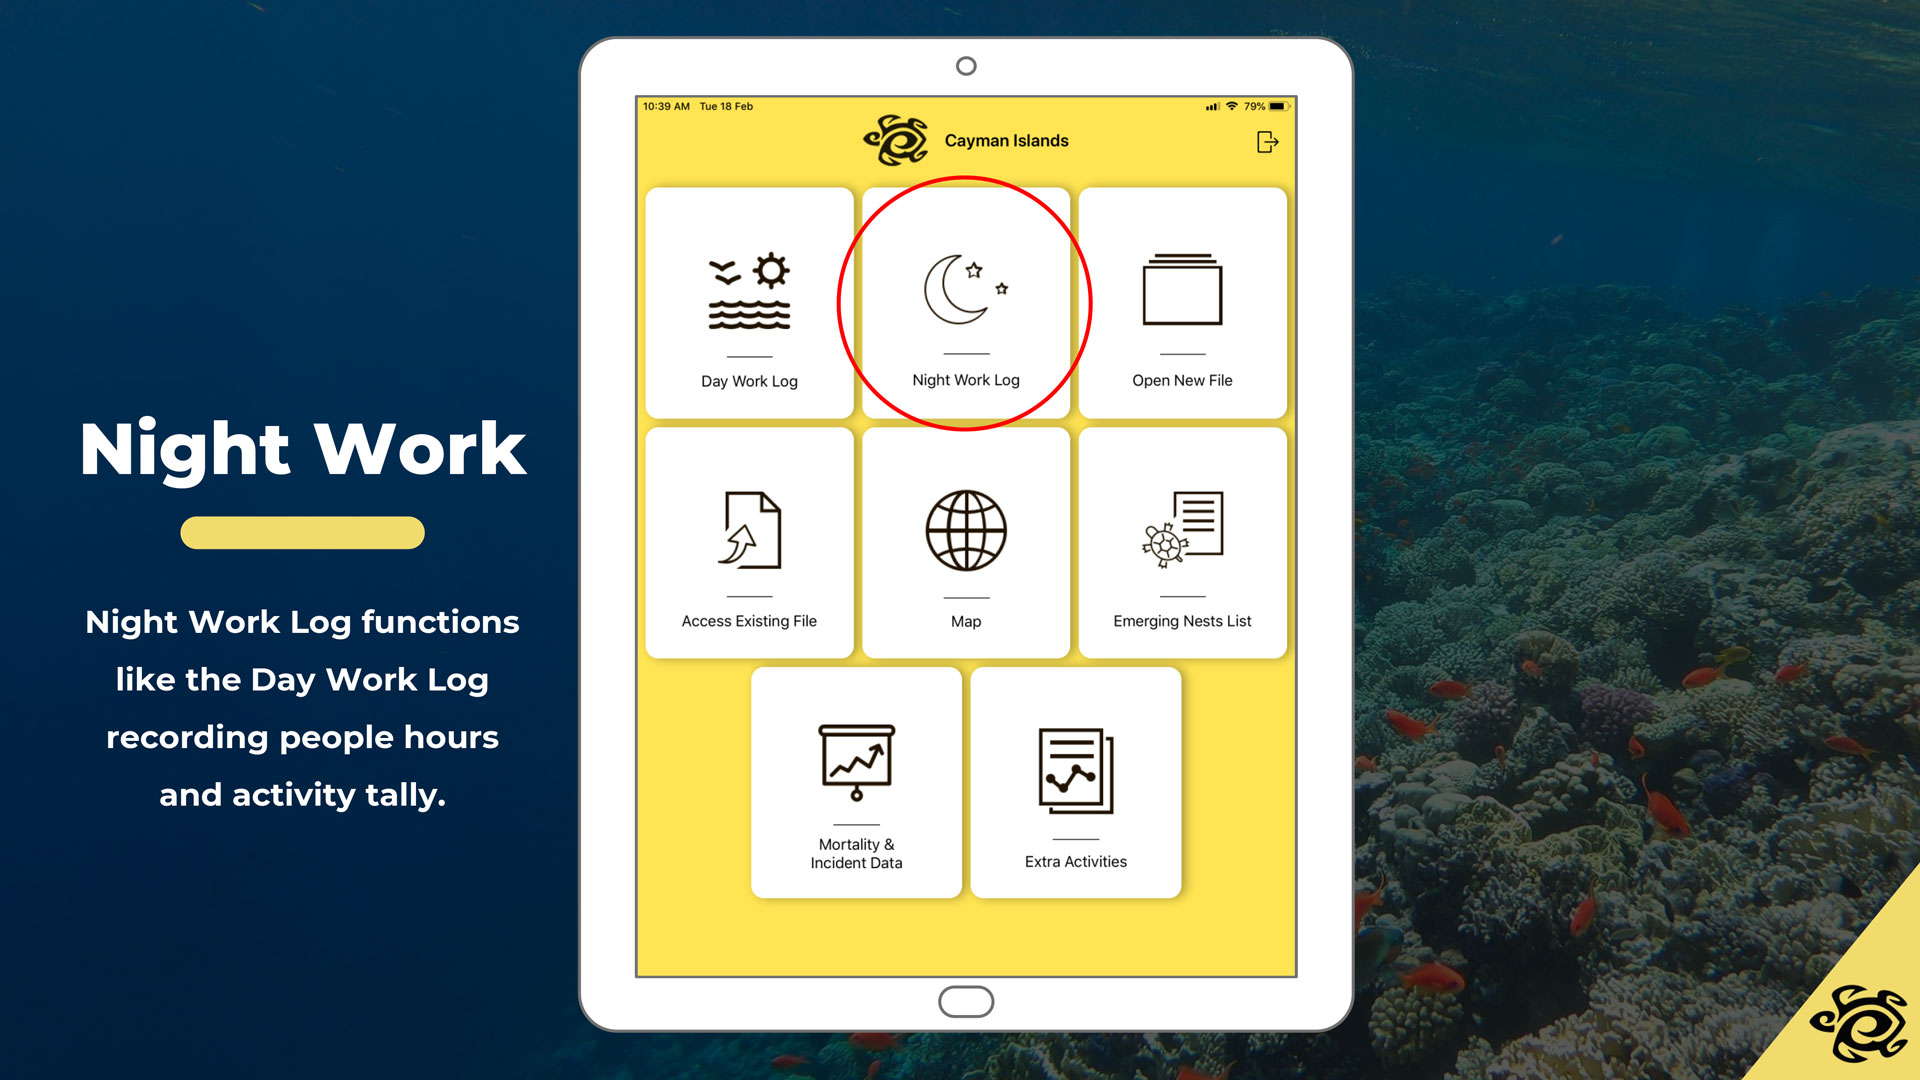 Night Work
Night Work Log functions
like the Day Work Log
recording people hours
and activity tally.
10:39 AM Tue 18 Feb
79%
Cayman Islands
Day Work Log
Night Work Log
Open New File
Access Existing File
Map
Emerging Nests List
Mortality &
Incident Data
Extra Activities